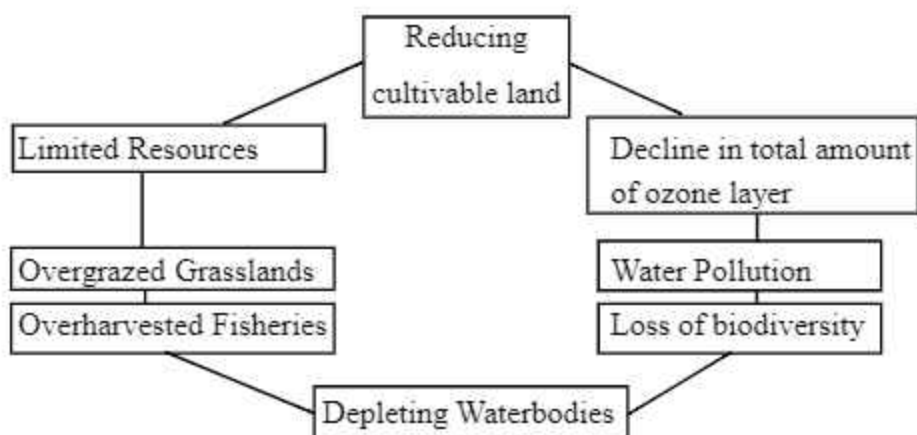 Reducing
cultivable land
Limited Resources
Decline in total amount
of ozone layer
Overgrazed Grasslands
Water Pollution
Overharvested Fisheries
Loss of biodiversity
Depleting Waterbodies